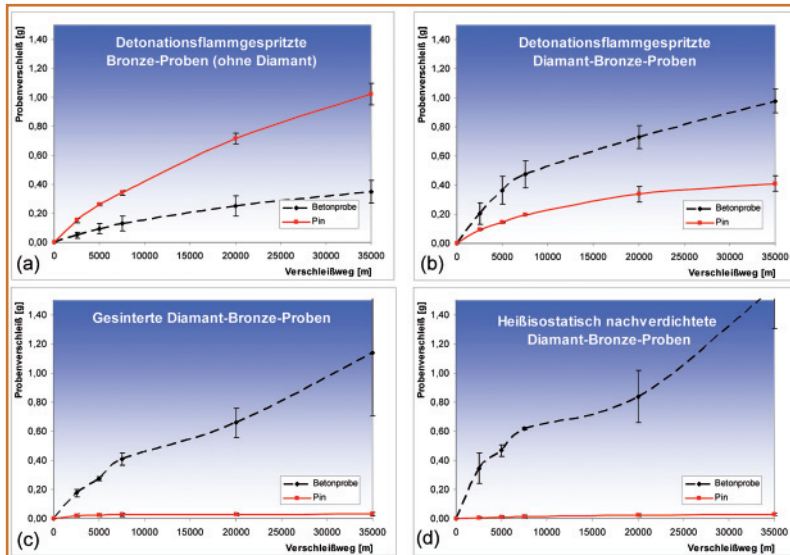 Probenverschleiß [g]
1,40
1,20
1,00
0,80
0,60
0,40
0,20
0,00
Detonationsflammgespritzte
Bronze-Proben (ohne Diamant)
Betonprobe
Pin
0 5000 10000 15000 20000 25000 30000 35000
(a)
Verschleißweg [m]
Probenverschleiß [g]
1,40
1,20
1,00
0,80
0,60
0,40
0,20
0,00
Detonationsflammgespritzte
Diamant-Bronze-Proben
Betonprobe
Pin
0 5000 10000 15000 20000 25000 30000 35000
(b)
Verschleißweg [m]
Probenverschleiß [g]
1,40
1,20
1,00
0,80
0,60
0,40
0,20
0,00
Gesinterte Diamant-Bronze-Proben
Betonprobe
Pin
0 5000 10000 15000 20000 25000 30000 35000
(c)
Verschleißweg [m]
Probenverschleiß [g]
1,40
1,20
1,00
0,80
0,60
0,40
0,20
0,00
Heißisostatisch nachverdichtete
Diamant-Bronze-Proben
Betonprobe
Pin
0 5000 10000 15000 20000 25000 30000 35000
(d)
Verschleißweg [m]